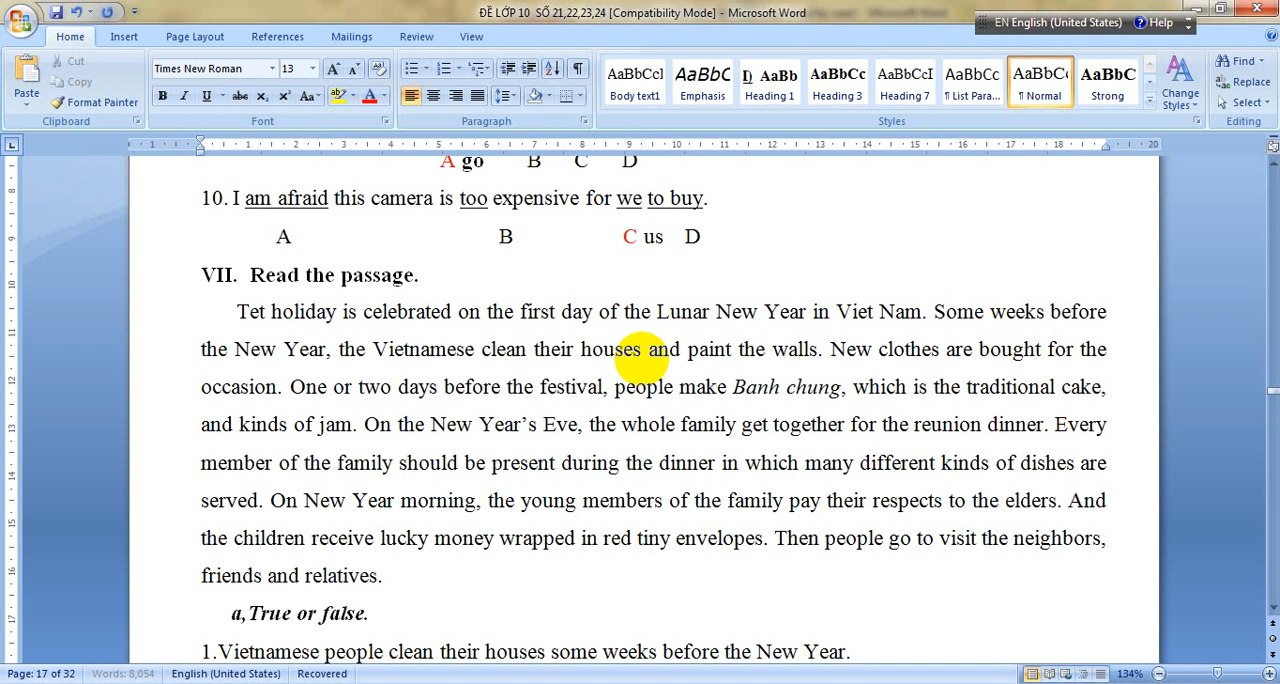 ĐỀ LỚP 10 SỐ 21,22,23,24 [Compatibility Mode] - Microsoft Word
EN English (United States) Help
Home Insert Page Layout References Mailings Review View
Paste Cut Copy Format Painter
Times New Roman 13
AaBbCcI AaBbC I) AaBb AaBbCc AaBbCcI AaBbCc AaBbCc AaBbC
Body text1 Emphasis Heading 1 Heading 3 Heading 7 ¶ List Para... ¶ Normal Strong
Change Styles
Find Replace Select
Clipboard Font Paragraph Styles Editing
A go B C D
10. I am afraid this camera is too expensive for we to buy.
A B C us D
VII. Read the passage.
Tet holiday is celebrated on the first day of the Lunar New Year in Viet Nam. Some weeks before
the New Year, the Vietnamese clean their houses and paint the walls. New clothes are bought for the
occasion. One or two days before the festival, people make Banh chung, which is the traditional cake,
and kinds of jam. On the New Year’s Eve, the whole family get together for the reunion dinner. Every
member of the family should be present during the dinner in which many different kinds of dishes are
served. On New Year morning, the young members of the family pay their respects to the elders. And
the children receive lucky money wrapped in red tiny envelopes. Then people go to visit the neighbors,
friends and relatives.
a,True or false.
1.Vietnamese people clean their houses some weeks before the New Year.
Page: 17 of 32 Words: 8,054 English (United States) Recovered 134%